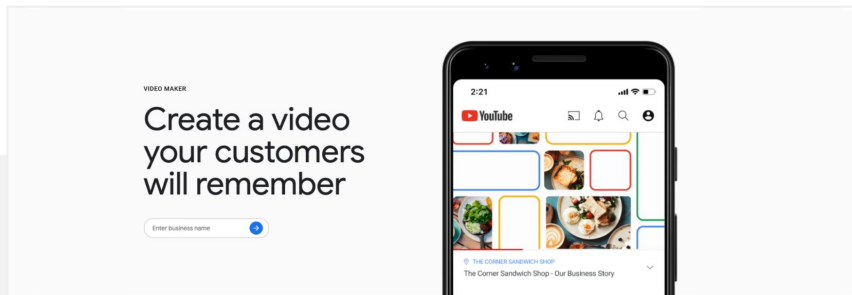 VIDEO MAKER
Create a video
your customers
will remember
Enter business name
2:21
YouTube
THE CORNER SANDWICH SHOP
The Corner Sandwich Shop - Our Business Story